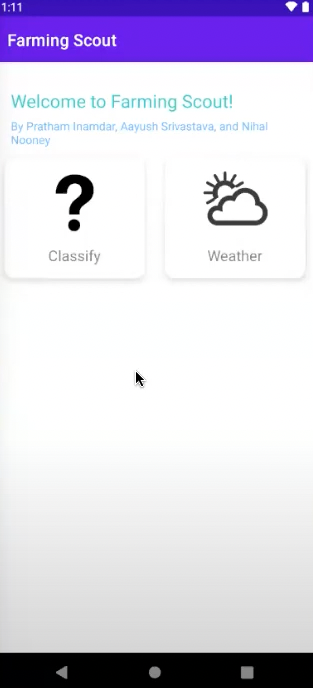 1:11
Farming Scout
Welcome to Farming Scout!
By Pratham Inamdar, Aayush Srivastava, and Nihal
Nooney
?
Classify
Weather